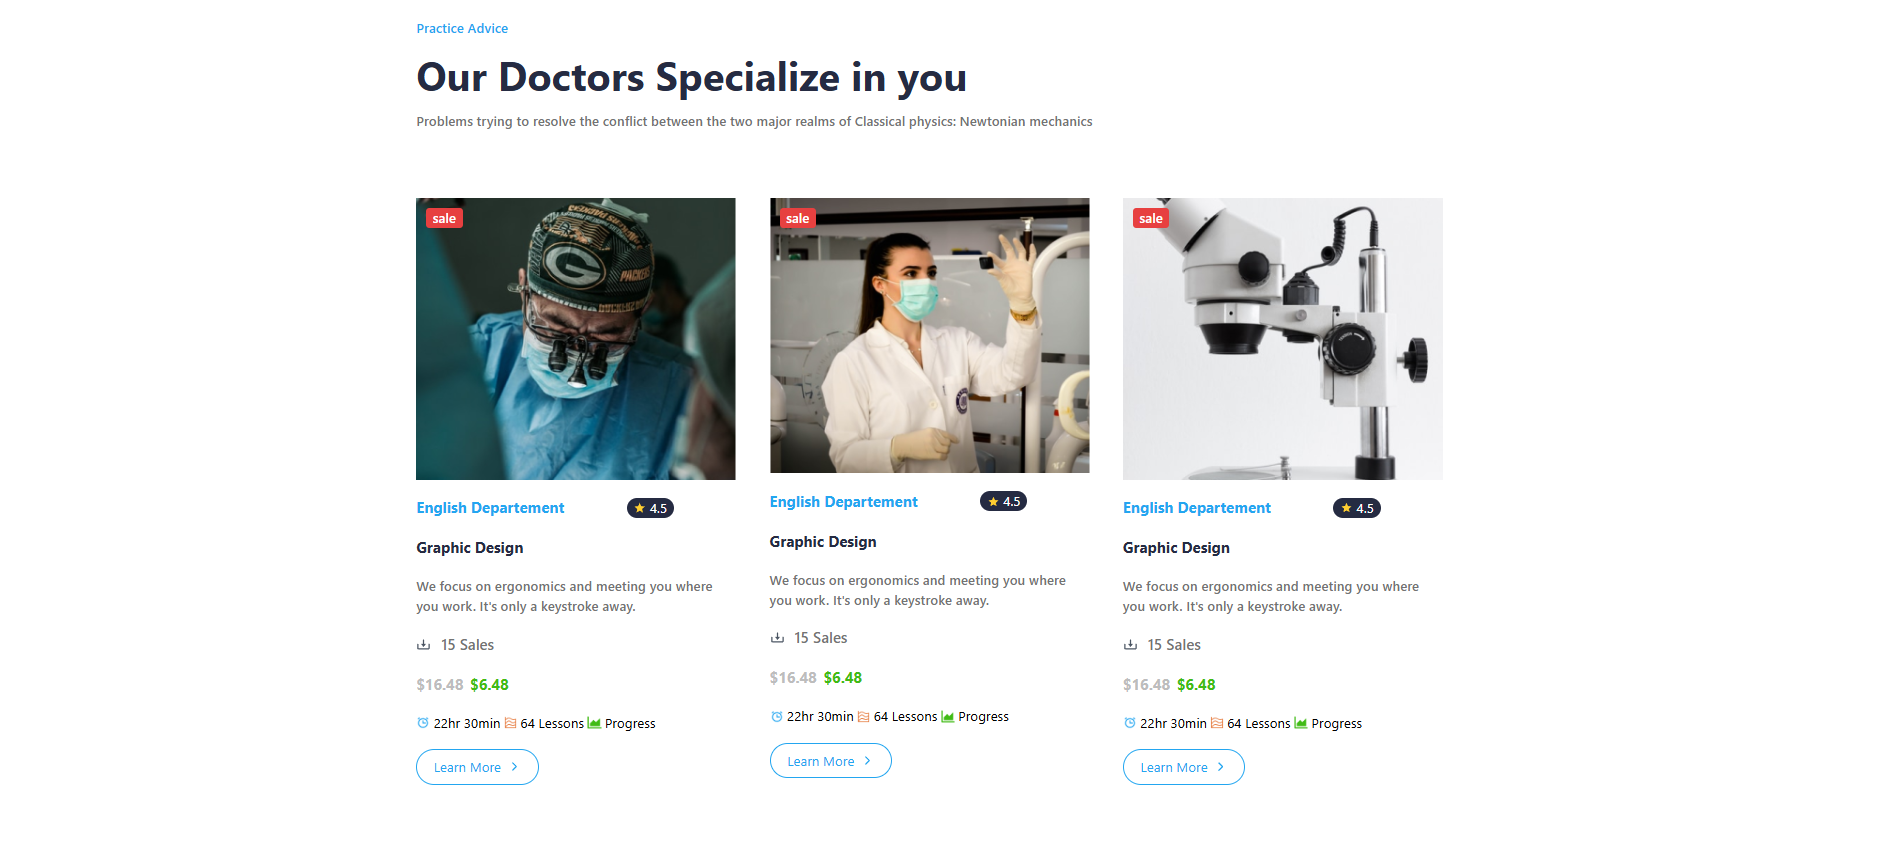 Practice Advice
Our Doctors Specialize in you
Problems trying to resolve the conflict between the two major realms of Classical physics: Newtonian mechanics
sale
G
PACKERS
English Departement
4.5
Graphic Design
We focus on ergonomics and meeting you where
you work. It's only a keystroke away.
15 Sales
$16.48 $6.48
22hr 30min 64 Lessons Progress
Learn More
sale
English Departement
4.5
Graphic Design
We focus on ergonomics and meeting you where
you work. It's only a keystroke away.
15 Sales
$16.48 $6.48
22hr 30min 64 Lessons Progress
Learn More
sale
English Departement
4.5
Graphic Design
We focus on ergonomics and meeting you where
you work. It's only a keystroke away.
15 Sales
$16.48 $6.48
22hr 30min 64 Lessons Progress
Learn More